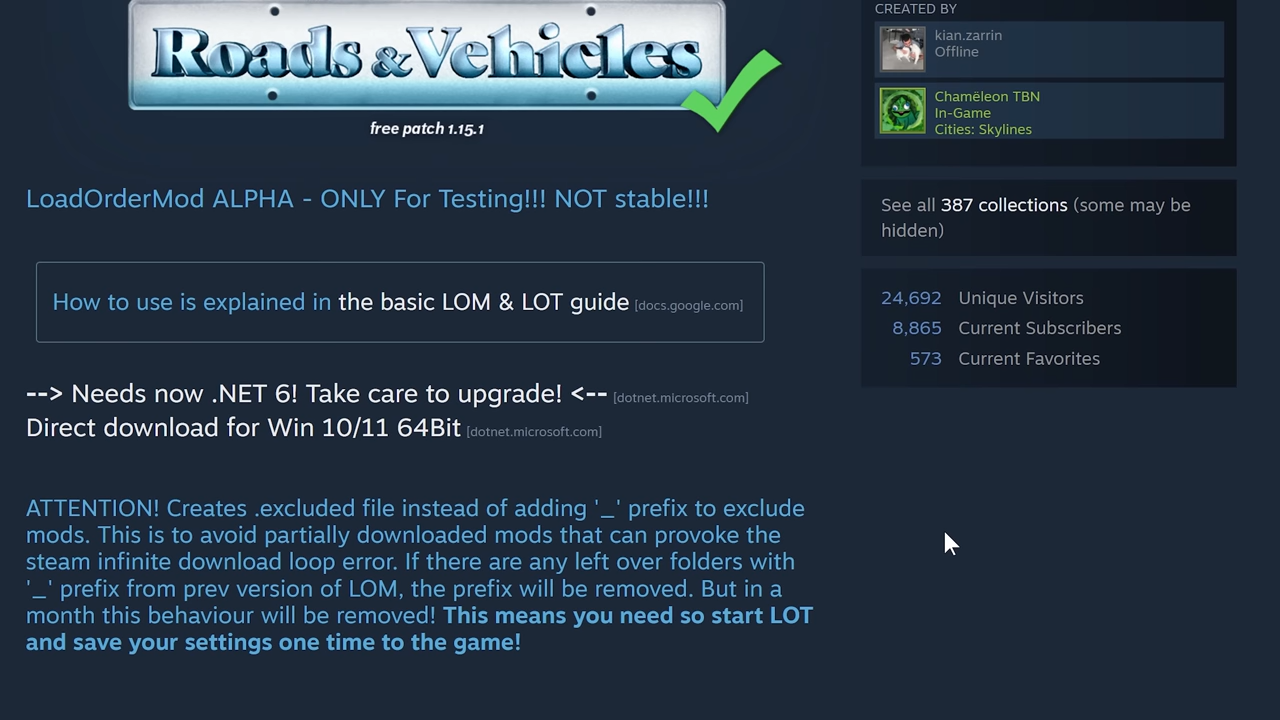 Roads & Vehicles
free patch 1.15.1
LoadOrderMod ALPHA - ONLY For Testing!!! NOT stable!!!
How to use is explained in the basic LOM & LOT guide [docs.google.com]
--> Needs now .NET 6! Take care to upgrade! <-- [dotnet.microsoft.com]
Direct download for Win 10/11 64Bit [dotnet.microsoft.com]
ATTENTION! Creates .excluded file instead of adding '_' prefix to exclude
mods. This is to avoid partially downloaded mods that can provoke the
steam infinite download loop error. If there are any left over folders with
'_' prefix from prev version of LOM, the prefix will be removed. But in a
month this behaviour will be removed! This means you need so start LOT
and save your settings one time to the game!
CREATED BY
kian.zarrin
Offline
Chamëleon TBN
In-Game
Cities: Skylines
See all 387 collections (some may be
hidden)
24,692 Unique Visitors
8,865 Current Subscribers
573 Current Favorites